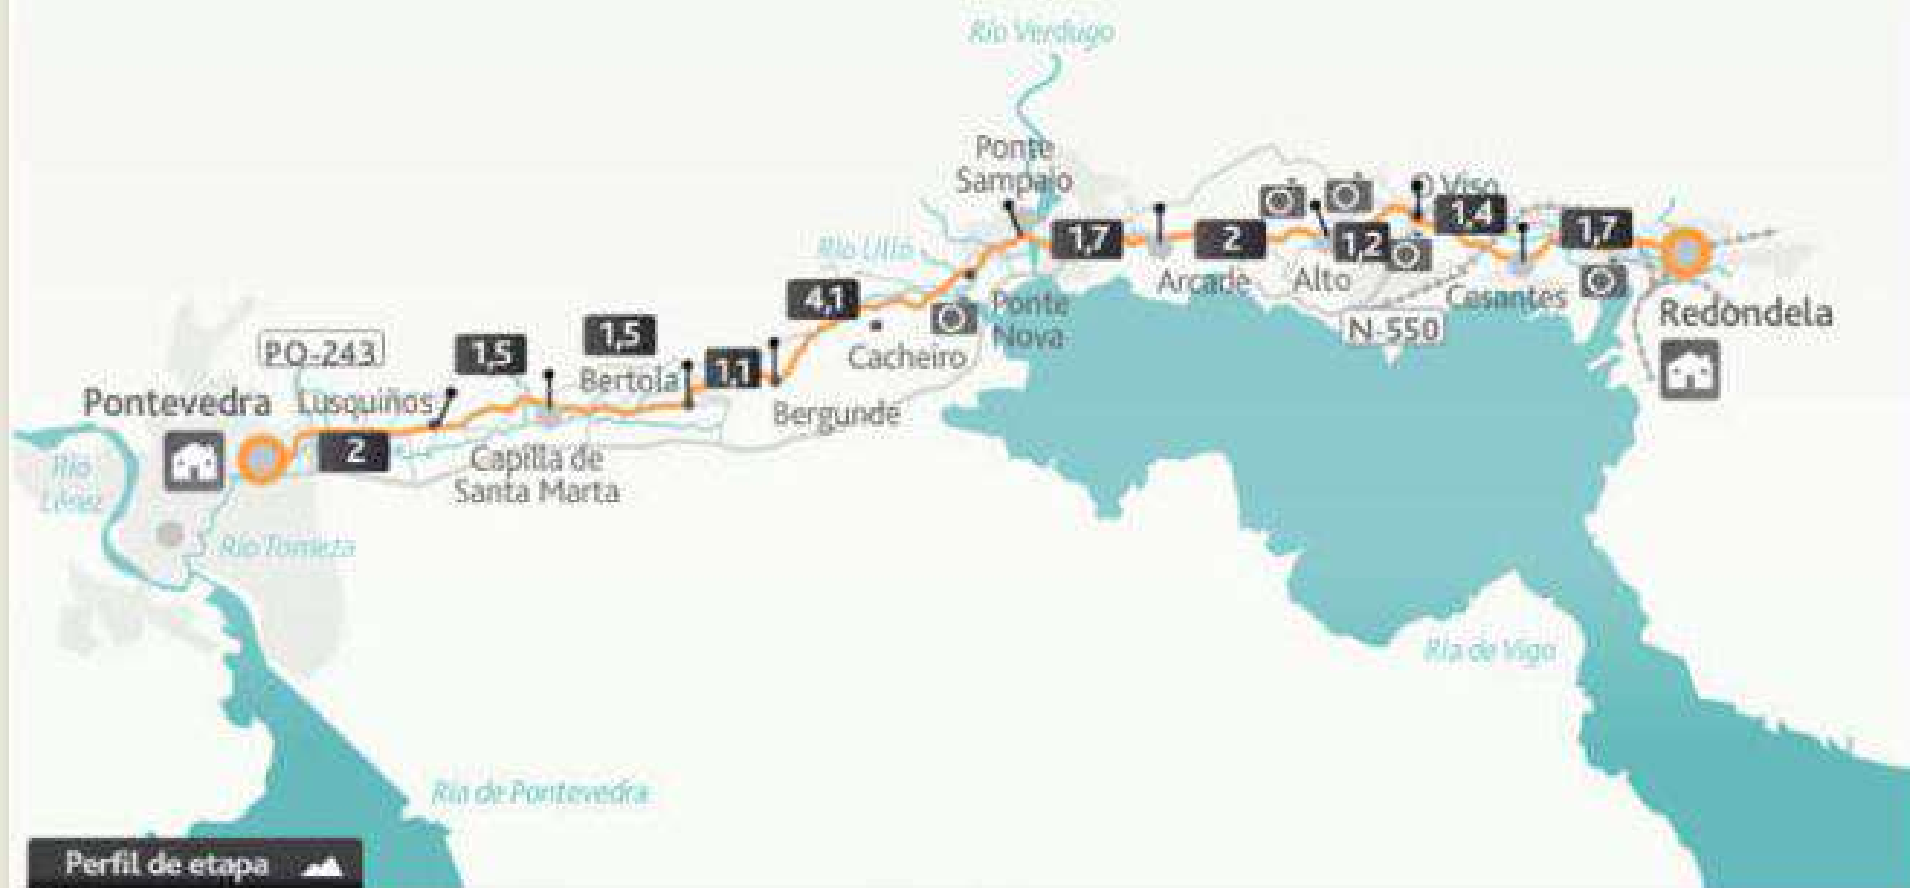 Río Verdugo
Ponte
Sampaio
O Viso
1,4
1,7
1,7
2
1,2
Río Ulló
Arcade
Alto
Cesantes
4,1
Ponte
Nova
Redondela
N-550
1,5
1,5
PO-243
Cacheiro
1,1
Bertola
Pontevedra
Lusquiños
Bergunde
2
Capilla de
Santa Marta
Río
Lérez
Río Tomeza
Ría de Vigo
Ría de Pontevedra
Perfil de etapa